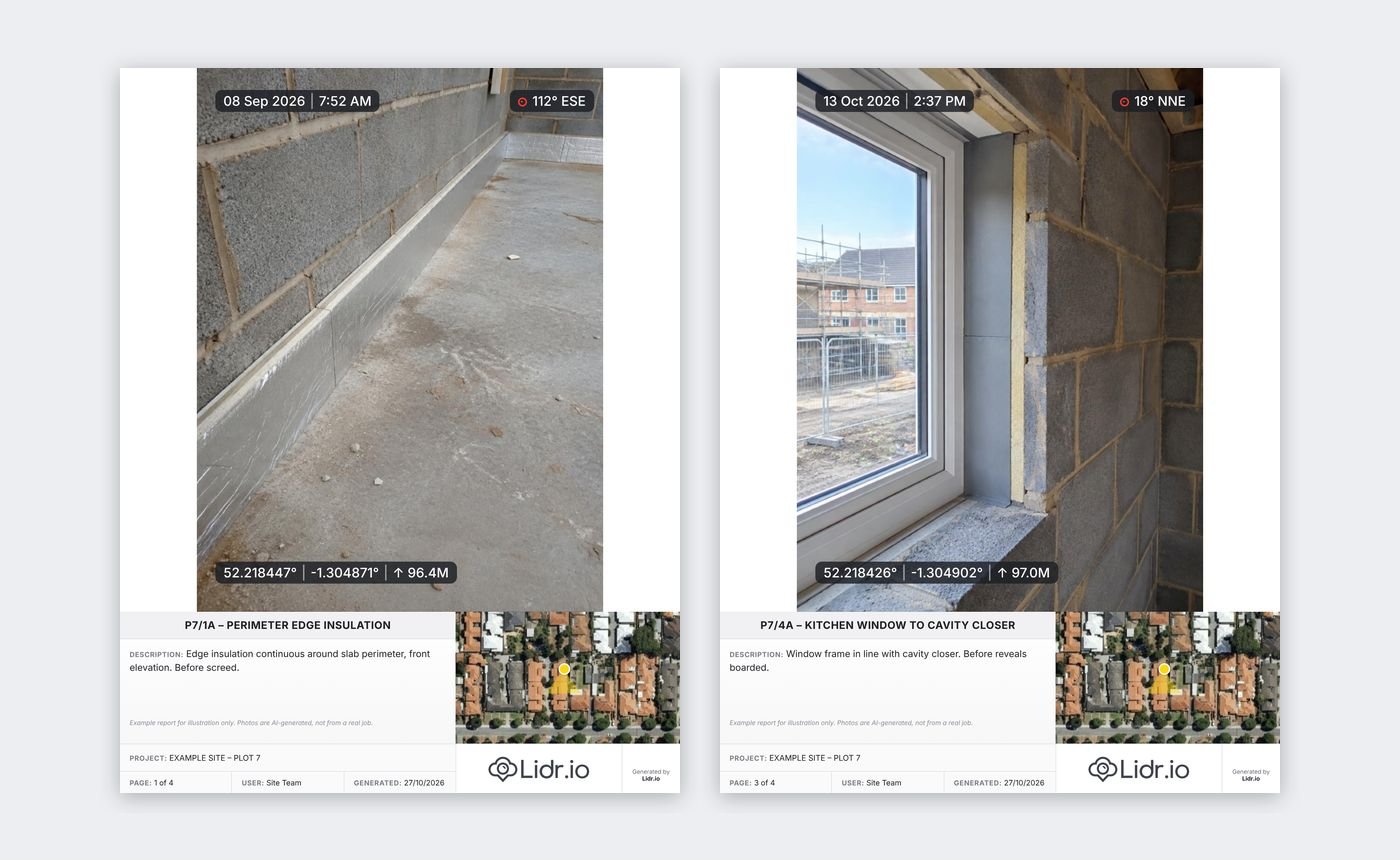 08 Sep 2026 | 7:52 AM
112° ESE
52.218447° | -1.304871° | ↑ 96.4M
P7/1A – PERIMETER EDGE INSULATION
DESCRIPTION: Edge insulation continuous around slab perimeter, front
elevation. Before screed.
Example report for illustration only. Photos are AI-generated, not from a real job.
PROJECT: EXAMPLE SITE – PLOT 7
PAGE: 1 of 4
USER: Site Team
GENERATED: 27/10/2026
Lidr.io
Generated by
Lidr.io
13 Oct 2026 | 2:37 PM
18° NNE
52.218426° | -1.304902° | ↑ 97.0M
P7/4A – KITCHEN WINDOW TO CAVITY CLOSER
DESCRIPTION: Window frame in line with cavity closer. Before reveals
boarded.
Example report for illustration only. Photos are AI-generated, not from a real job.
PROJECT: EXAMPLE SITE – PLOT 7
PAGE: 3 of 4
USER: Site Team
GENERATED: 27/10/2026
Lidr.io
Generated by
Lidr.io